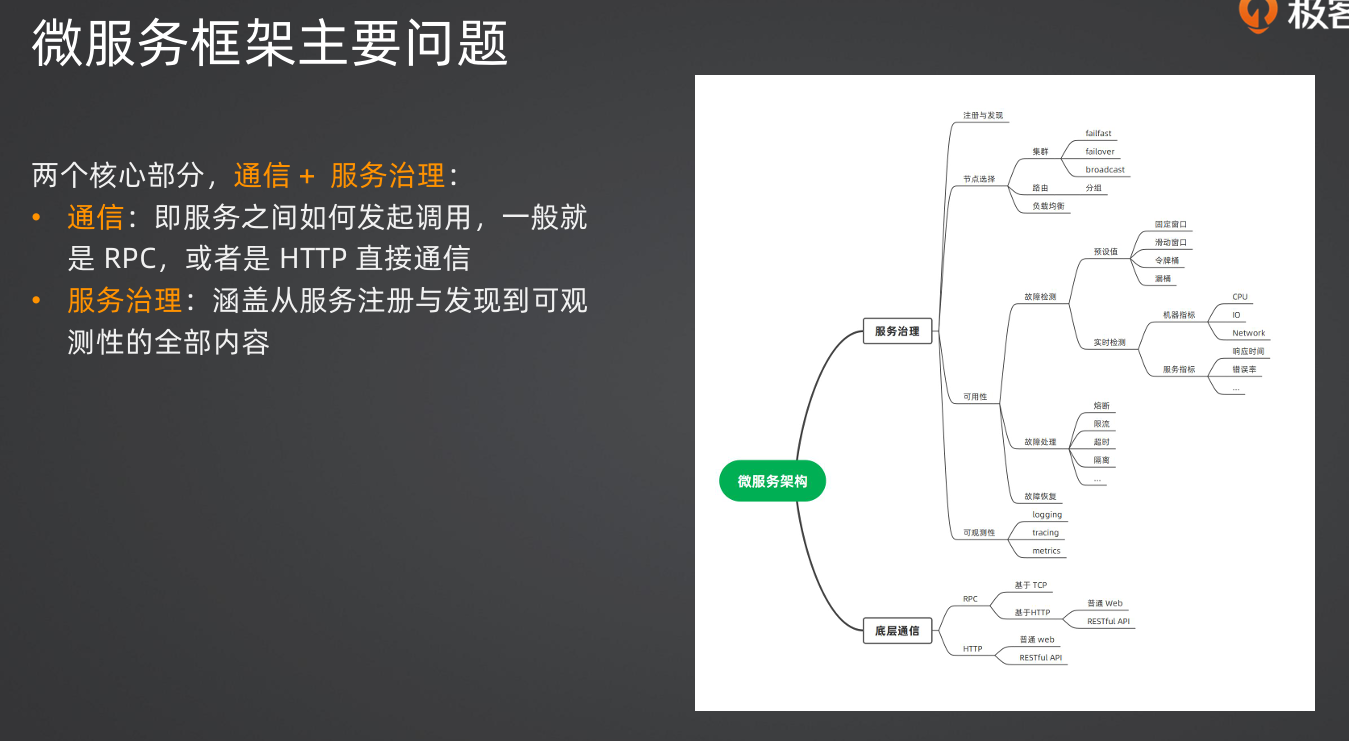 微服务框架主要问题
极客
两个核心部分，通信 + 服务治理：
• 通信：即服务之间如何发起调用，一般就
是 RPC，或者是 HTTP 直接通信
• 服务治理：涵盖从服务注册与发现到可观
测性的全部内容
微服务架构
服务治理
注册与发现
节点选择
集群
failfast
failover
broadcast
路由
分组
负载均衡
可用性
故障检测
预设值
固定窗口
滑动窗口
令牌桶
漏桶
实时检测
机器指标
CPU
IO
Network
服务指标
响应时间
错误率
...
故障处理
熔断
限流
超时
隔离
...
故障恢复
可观测性
logging
tracing
metrics
底层通信
RPC
基于 TCP
基于HTTP
普通 Web
RESTful API
HTTP
普通 web
RESTful API